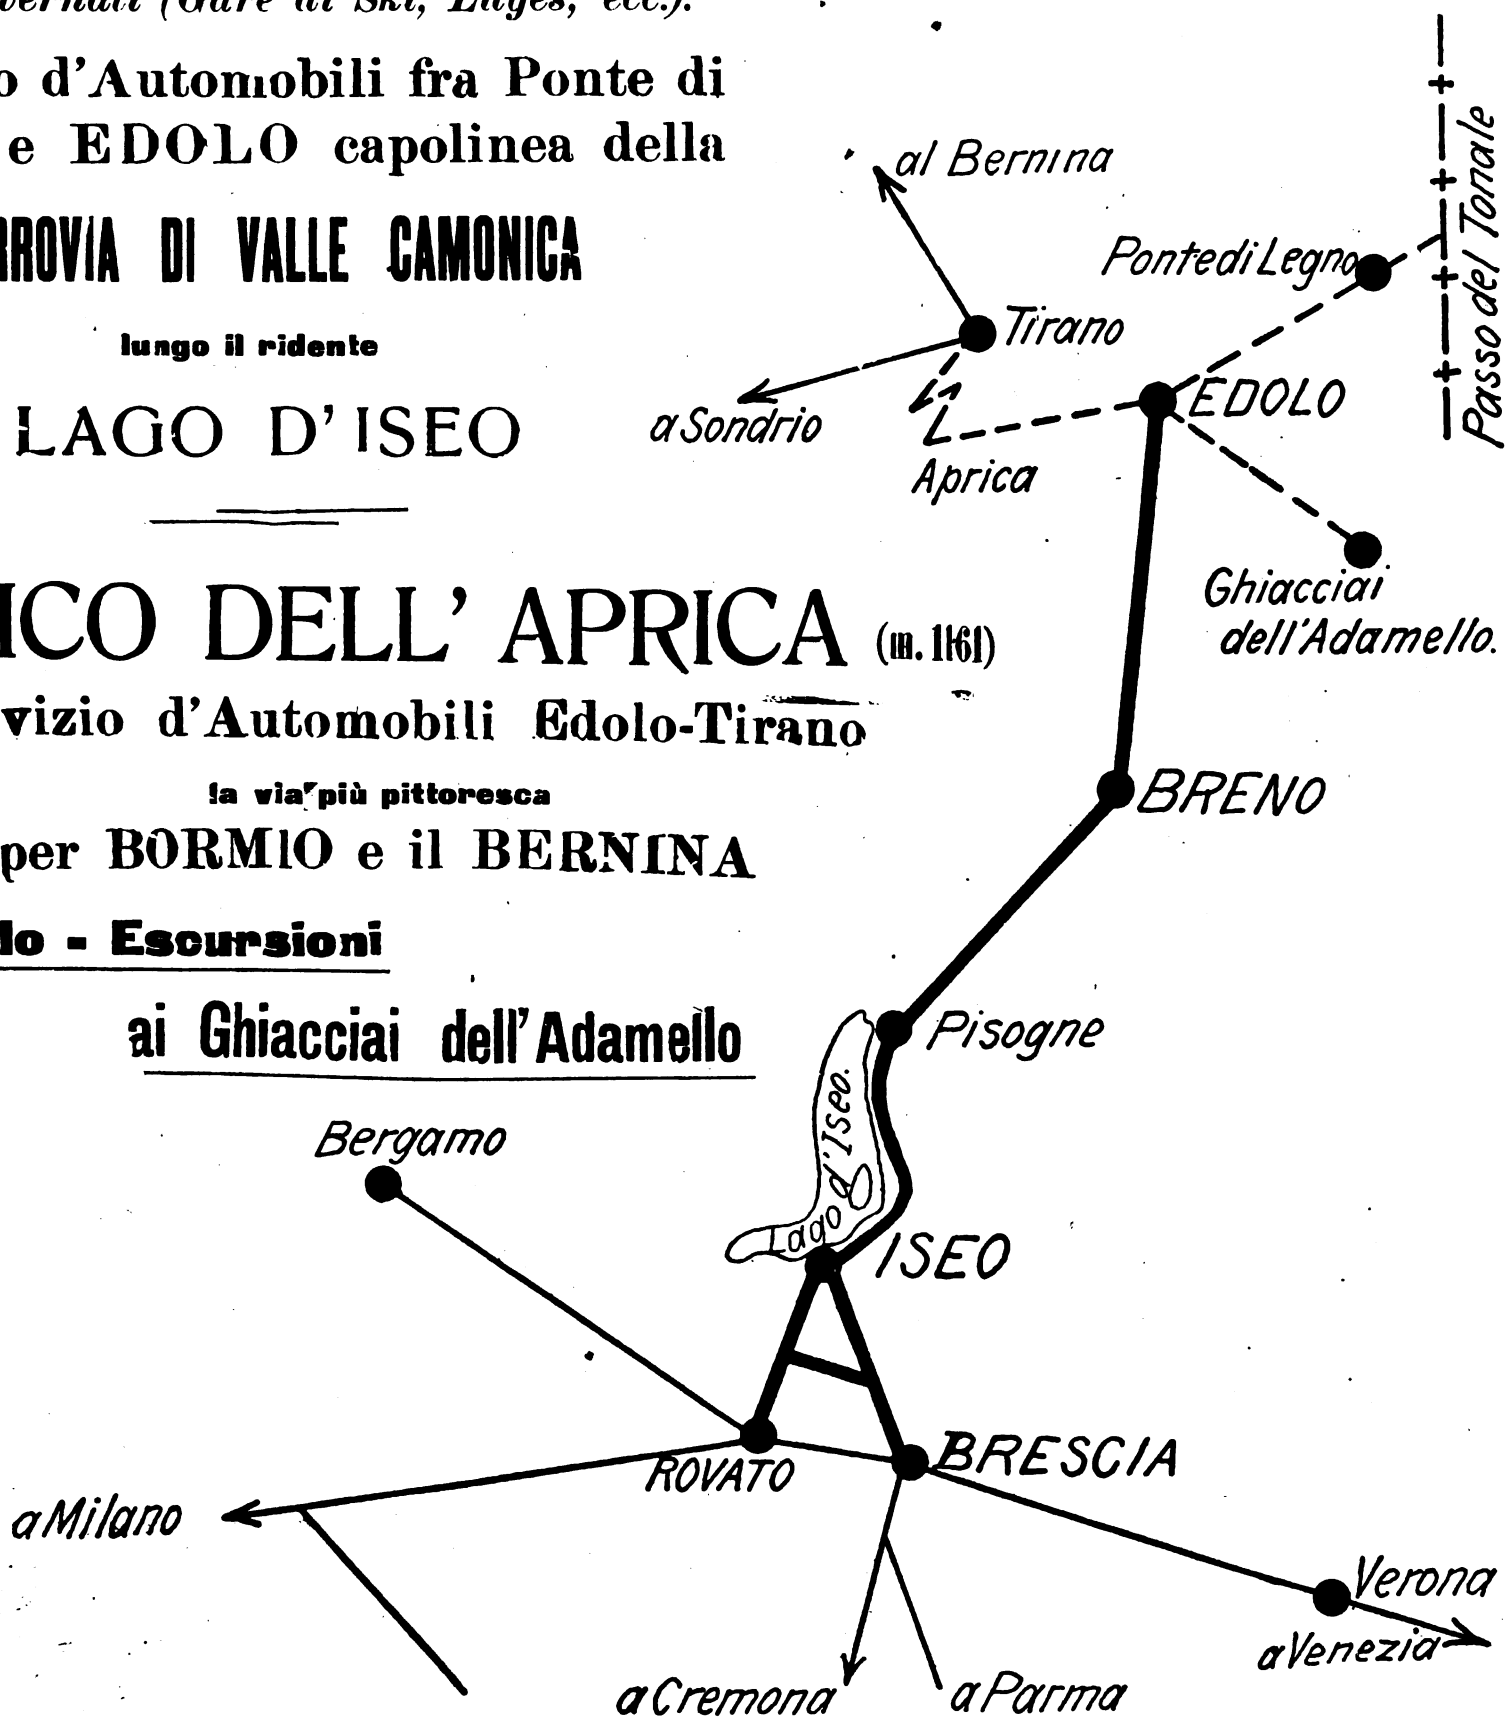 d'Automobili fra Ponte di
e EDOLO capolinea della
RROVIA DI VALLE CAMONICA
lungo il ridente
LAGO D'ISEO
ICO DELL' APRICA (m. 1161)
vizio d'Automobili Edolo-Tirano
la via più pittoresca
per BORMIO e il BERNINA
lo - Escursioni
ai Ghiacciai dell'Adamello
al Bernina
Passo del Tonale
Ponte di Legno
Tirano
a Sondrio
EDOLO
Aprica
Ghiacciai
dell'Adamello.
BRENO
Pisogne
Lago d'Iseo.
Bergamo
ISEO
ROVATO
BRESCIA
a Milano
Verona
a Venezia
a Cremona
a Parma